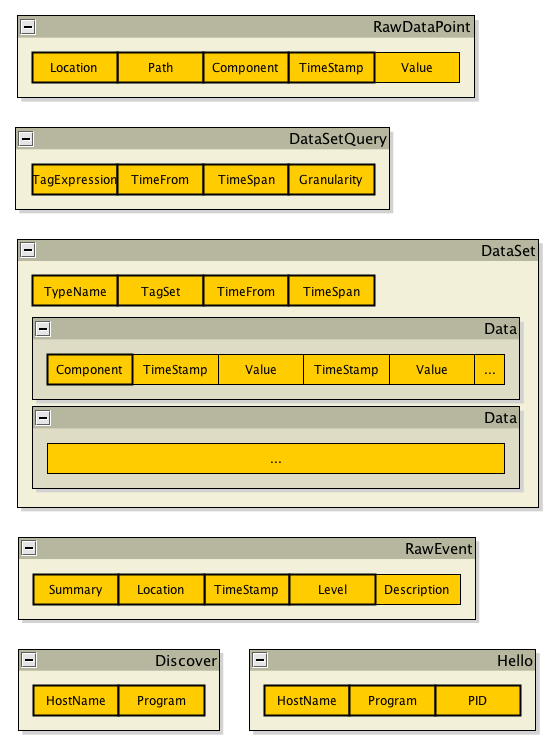 RawDataPoint
Location Path Component TimeStamp Value
DataSetQuery
TagExpression TimeFrom TimeSpan Granularity
DataSet
TypeName TagSet TimeFrom TimeSpan
Data
Component TimeStamp Value TimeStamp Value ...
Data
...
RawEvent
Summary Location TimeStamp Level Description
Discover
HostName Program
Hello
HostName Program PID